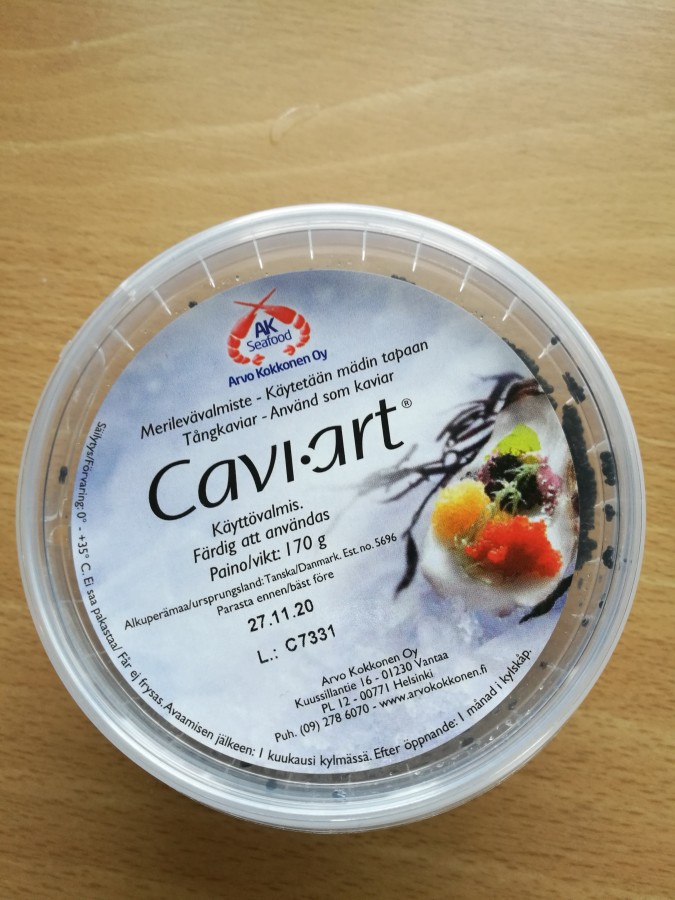 AK
Seafood
Arvo Kokkonen Oy
Merilevävalmiste - Käytetään mädin tapaan
Tångkaviar - Använd som kaviar
Cavi·art®
Käyttövalmis.
Färdig att användas
Paino/vikt: 170 g
Alkuperämaa/ursprungsland: Tanska/Danmark. Est. no. 5696
Parasta ennen/bäst före
27.11.20
L.: C7331
Arvo Kokkonen Oy
Kuussillantie 16 - 01230 Vantaa
PL 12 - 00771 Helsinki
Puh. (09) 278 6070 - www.arvokokkonen.fi
Säilytys/Förvaring: 0° - +35° C. Ei saa pakastaa/ Får ej frysas. Avaamisen jälkeen: 1 kuukausi kylmässä. Efter öppnande: 1 månad i kylskåp.